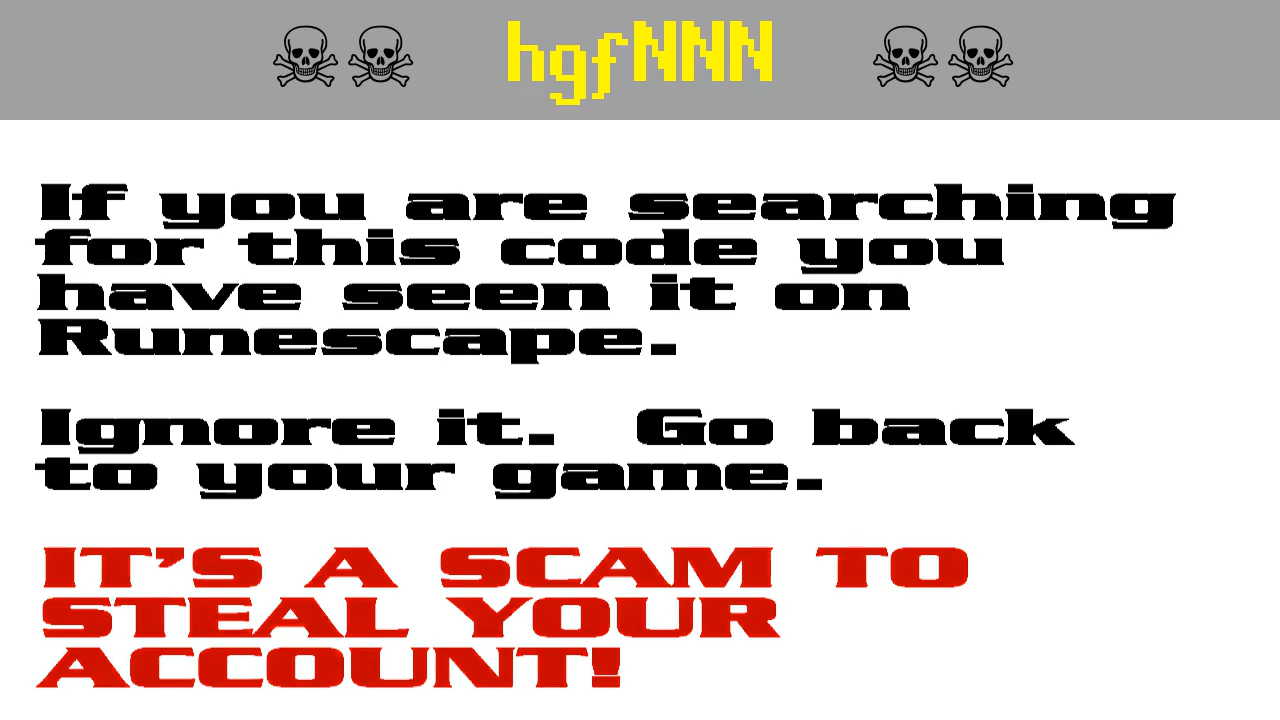 hgfNNN
If you are searching
for this code you
have seen it on
Runescape.
Ignore it.  Go back
to your game.
IT'S A SCAM TO
STEAL YOUR
ACCOUNT!